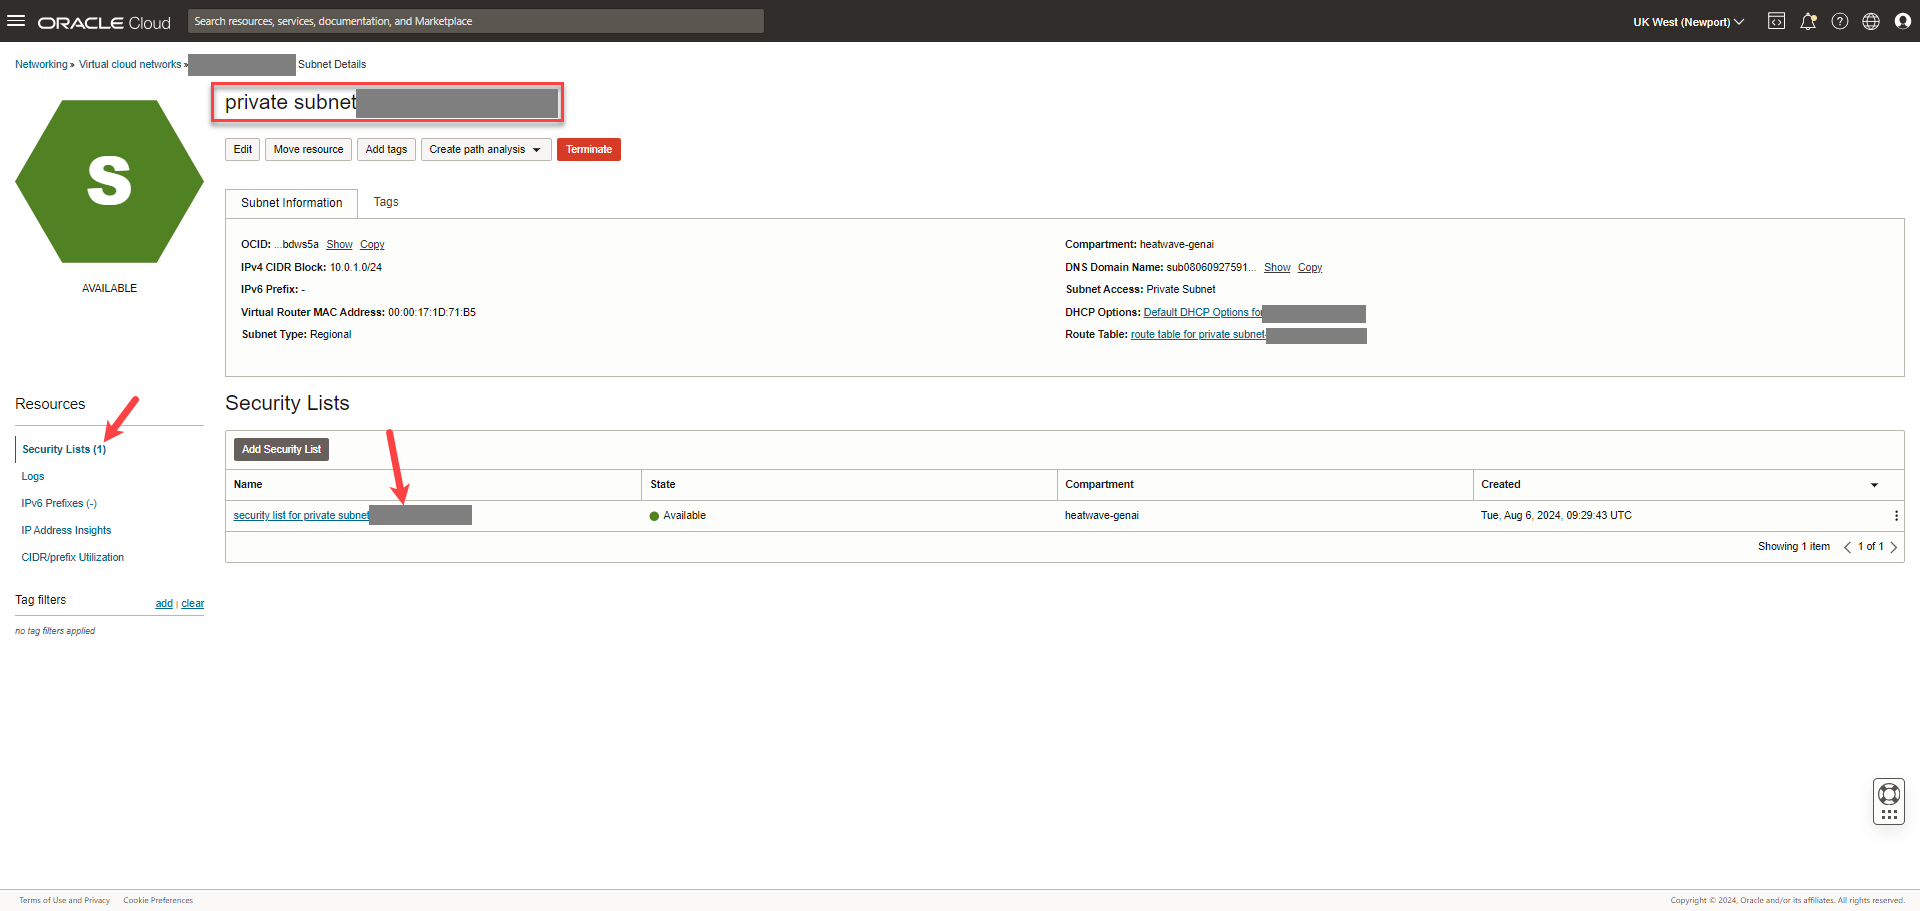 ORACLE Cloud
Search resources, services, documentation, and Marketplace
UK West (Newport)
Networking » Virtual cloud networks » Subnet Details
private subnet
S
AVAILABLE
Edit
Move resource
Add tags
Create path analysis
Terminate
Subnet Information
Tags
OCID: ...bdws5a Show Copy
IPv4 CIDR Block: 10.0.1.0/24
IPv6 Prefix: -
Virtual Router MAC Address: 00:00:17:1D:71:B5
Subnet Type: Regional
Compartment: heatwave-genai
DNS Domain Name: sub08060927591... Show Copy
Subnet Access: Private Subnet
DHCP Options: Default DHCP Options for
Route Table: route table for private subnet-
Resources
Security Lists (1)
Logs
IPv6 Prefixes (-)
IP Address Insights
CIDR/prefix Utilization
Tag filters
add | clear
no tag filters applied
Security Lists
Add Security List
Name State Compartment Created
security list for private subnet Available heatwave-genai Tue, Aug 6, 2024, 09:29:43 UTC
Showing 1 item 1 of 1
Terms of Use and Privacy Cookie Preferences
Copyright © 2024, Oracle and/or its affiliates. All rights reserved.